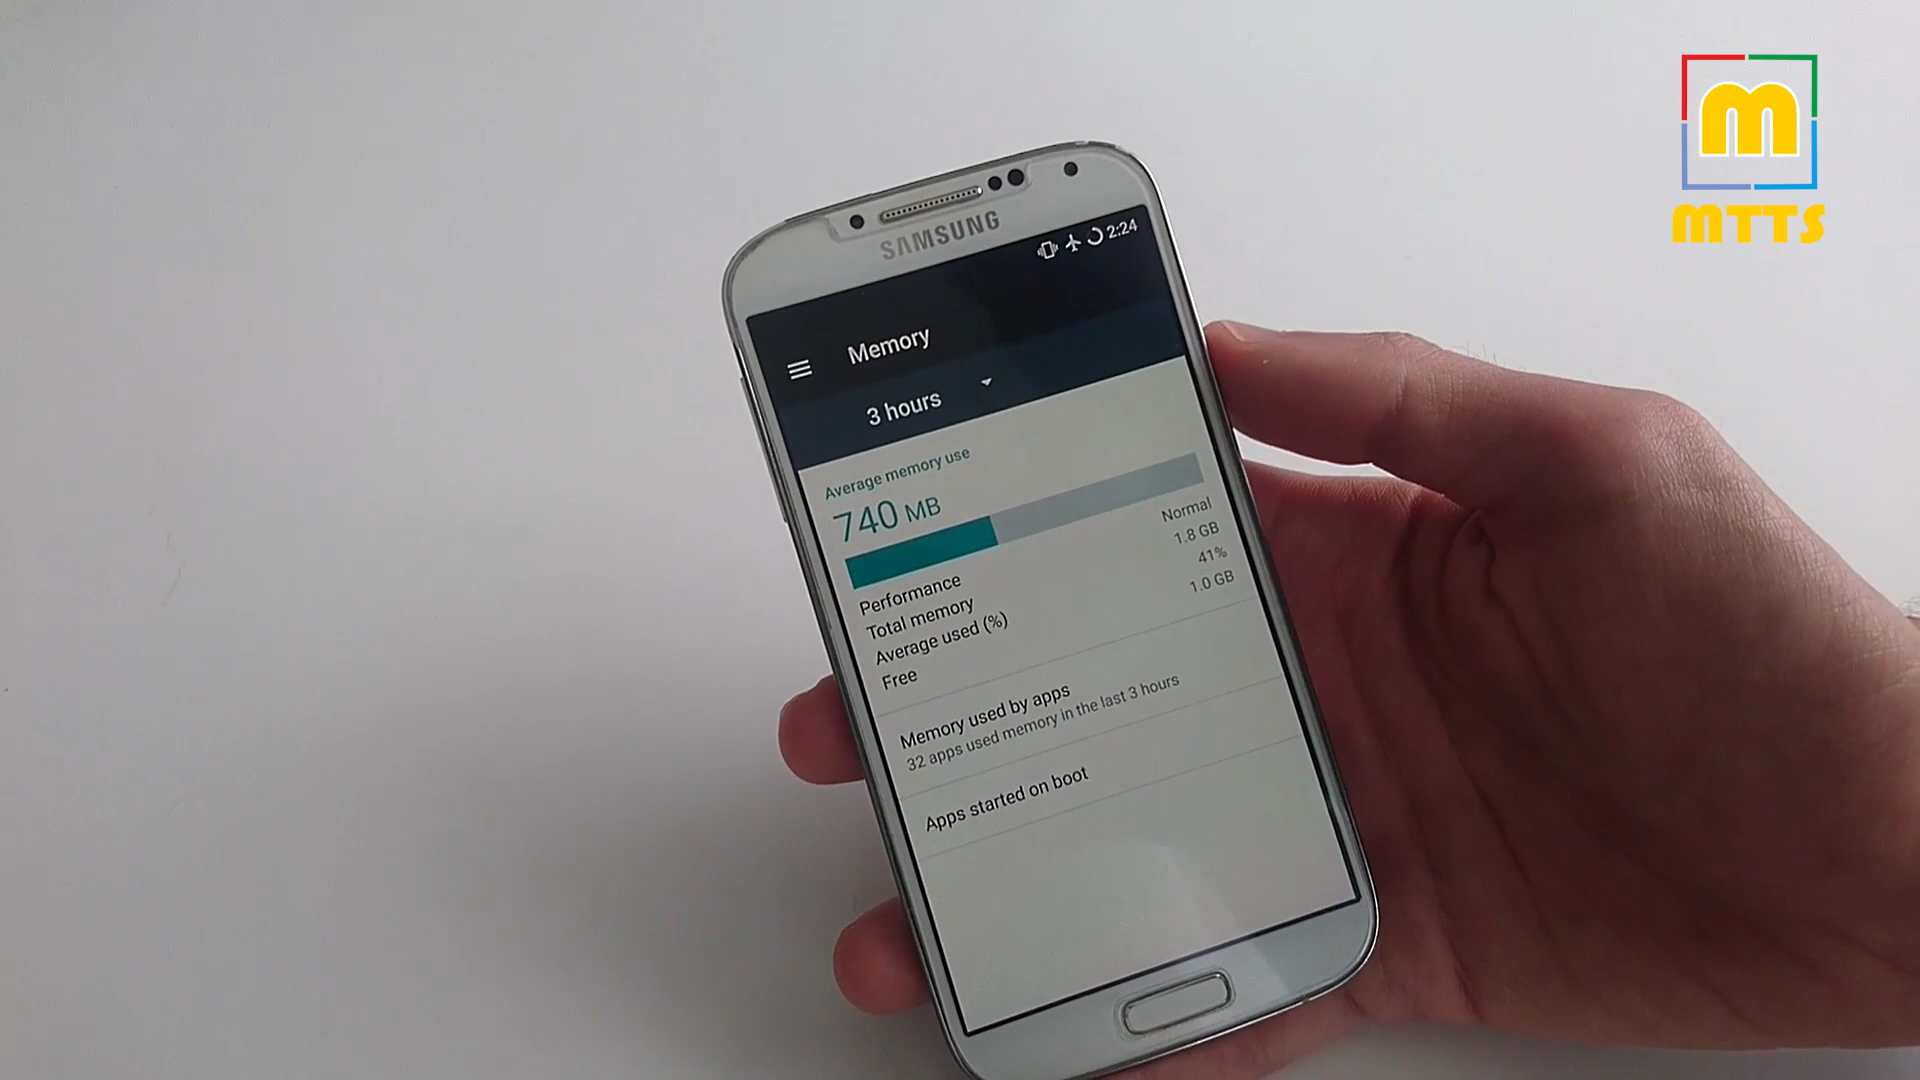 m
MTTS
SAMSUNG
2:24
Memory
3 hours
Average memory use
740 MB
Performance Normal
Total memory 1.8 GB
Average used (%) 41%
Free 1.0 GB
Memory used by apps
32 apps used memory in the last 3 hours
Apps started on boot